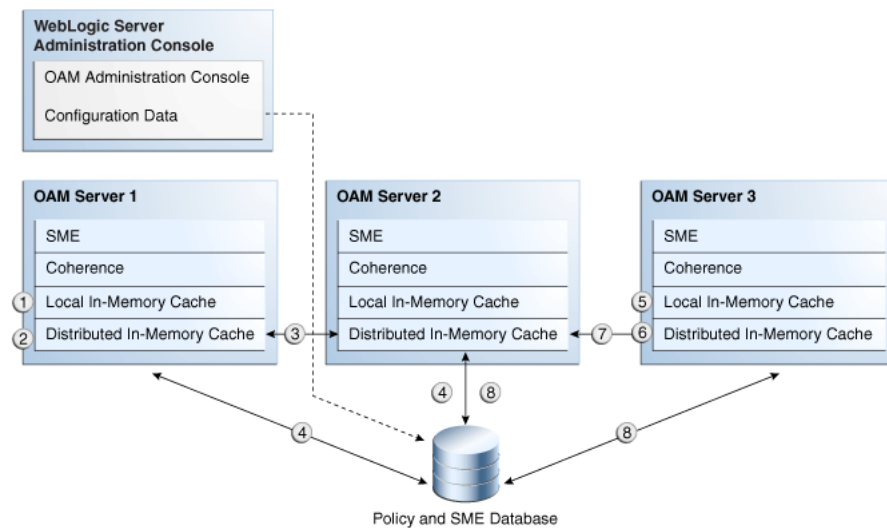 WebLogic Server
Administration Console
OAM Administration Console
Configuration Data
OAM Server 1
SME
Coherence
1 Local In-Memory Cache
2 Distributed In-Memory Cache
3
OAM Server 2
SME
Coherence
Local In-Memory Cache
Distributed In-Memory Cache
7
OAM Server 3
SME
Coherence
5 Local In-Memory Cache
6 Distributed In-Memory Cache
4 8
4
8
Policy and SME Database